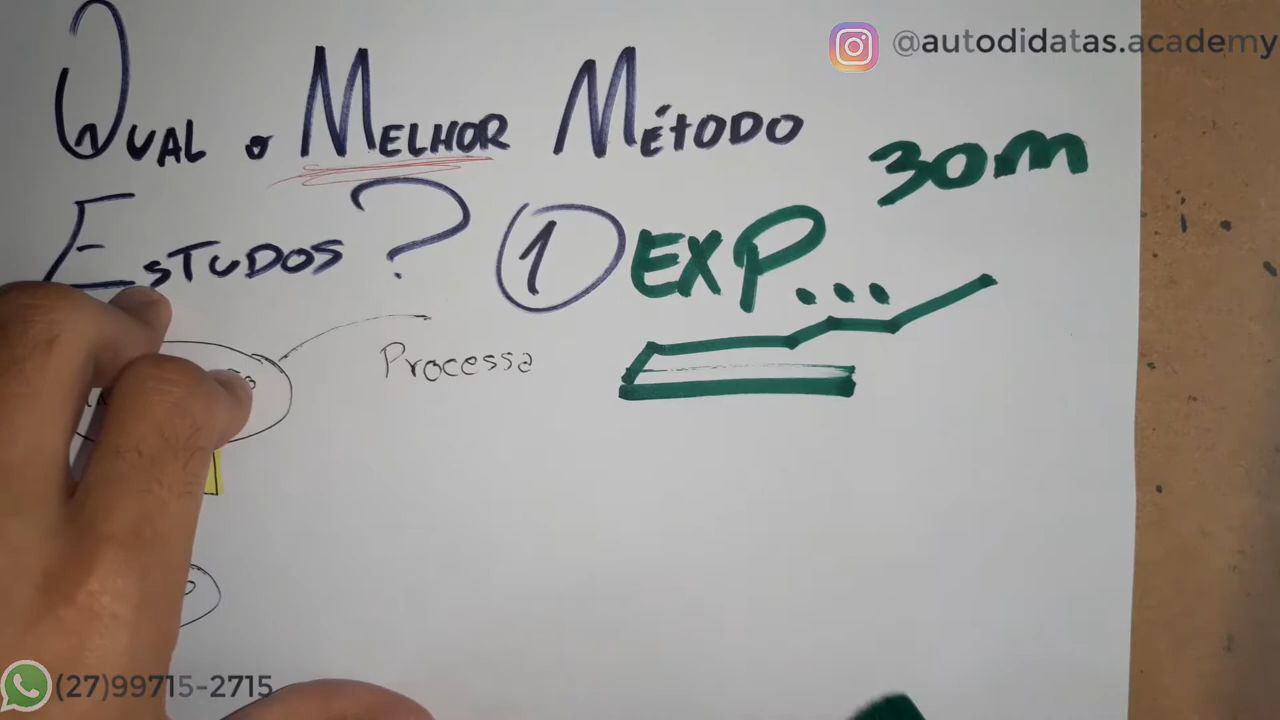 @autodidatas.academy
QUAL O MELHOR MÉTODO
30m
ESTUDOS?
1 EXP...
Processa
(27)99715-2715